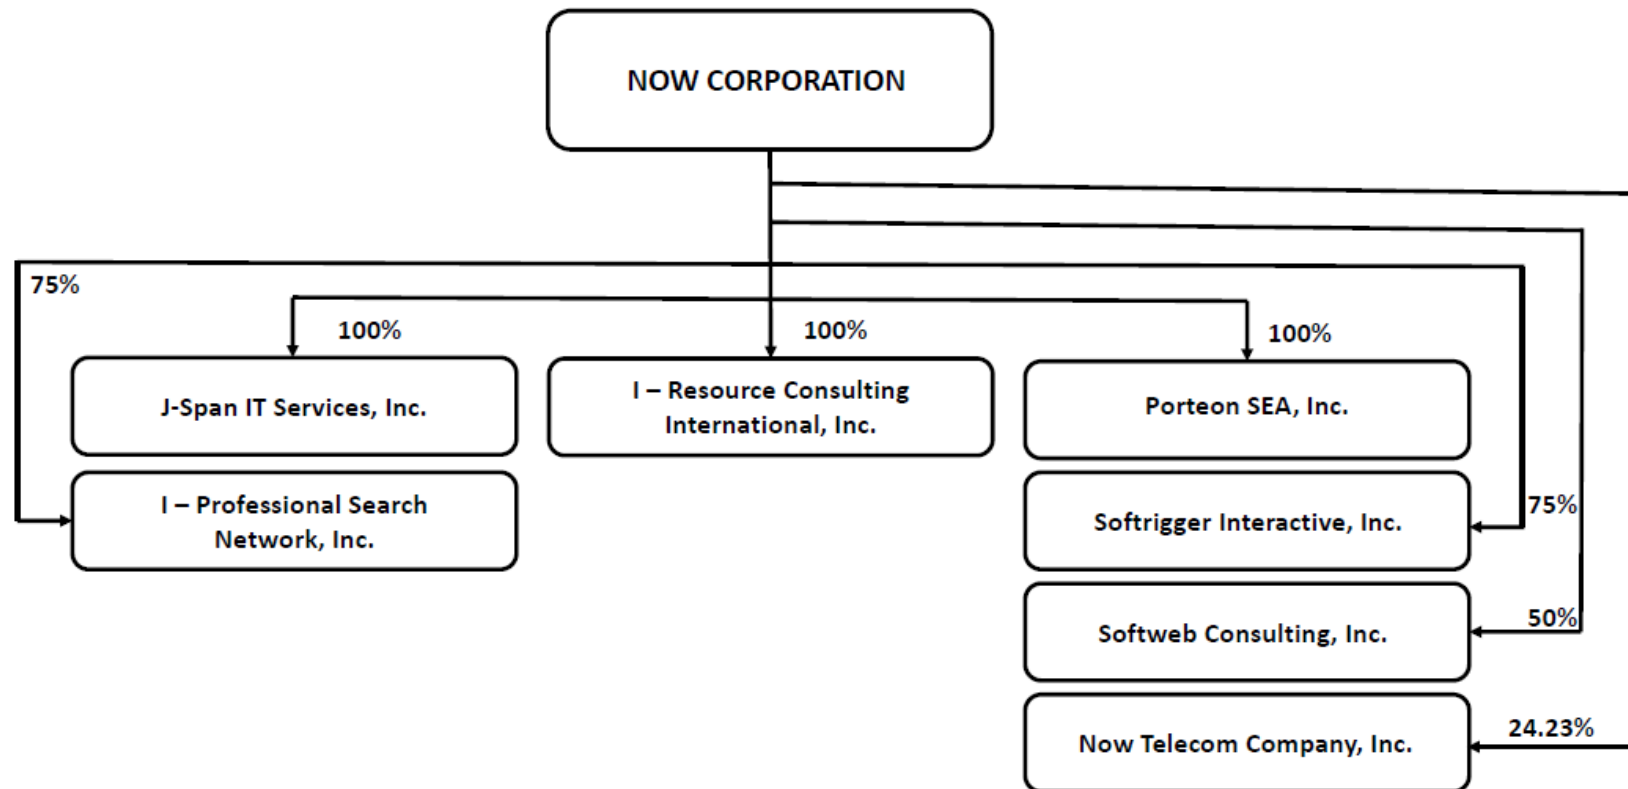 NOW CORPORATION
75%
100%
100%
100%
J-Span IT Services, Inc.
I – Resource Consulting
International, Inc.
Porteon SEA, Inc.
I – Professional Search
Network, Inc.
Softrigger Interactive, Inc.
75%
Softweb Consulting, Inc.
50%
Now Telecom Company, Inc.
24.23%